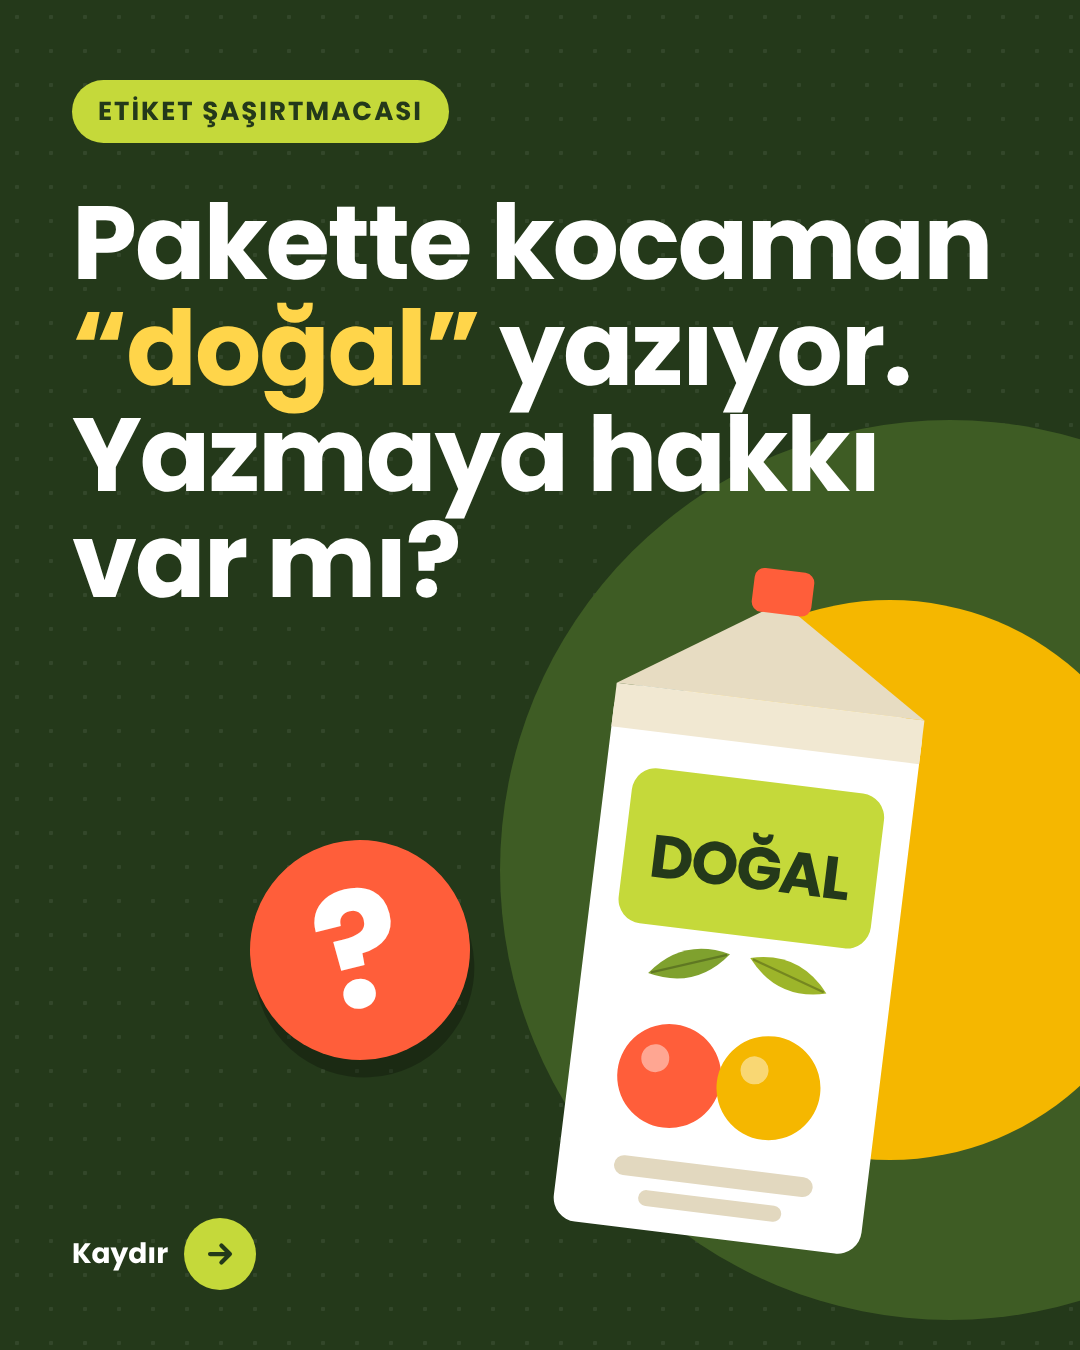 ETİKET ŞAŞIRTMACASI
Pakette kocaman
“doğal” yazıyor.
Yazmaya hakkı
var mı?
DOĞAL
?
Kaydır